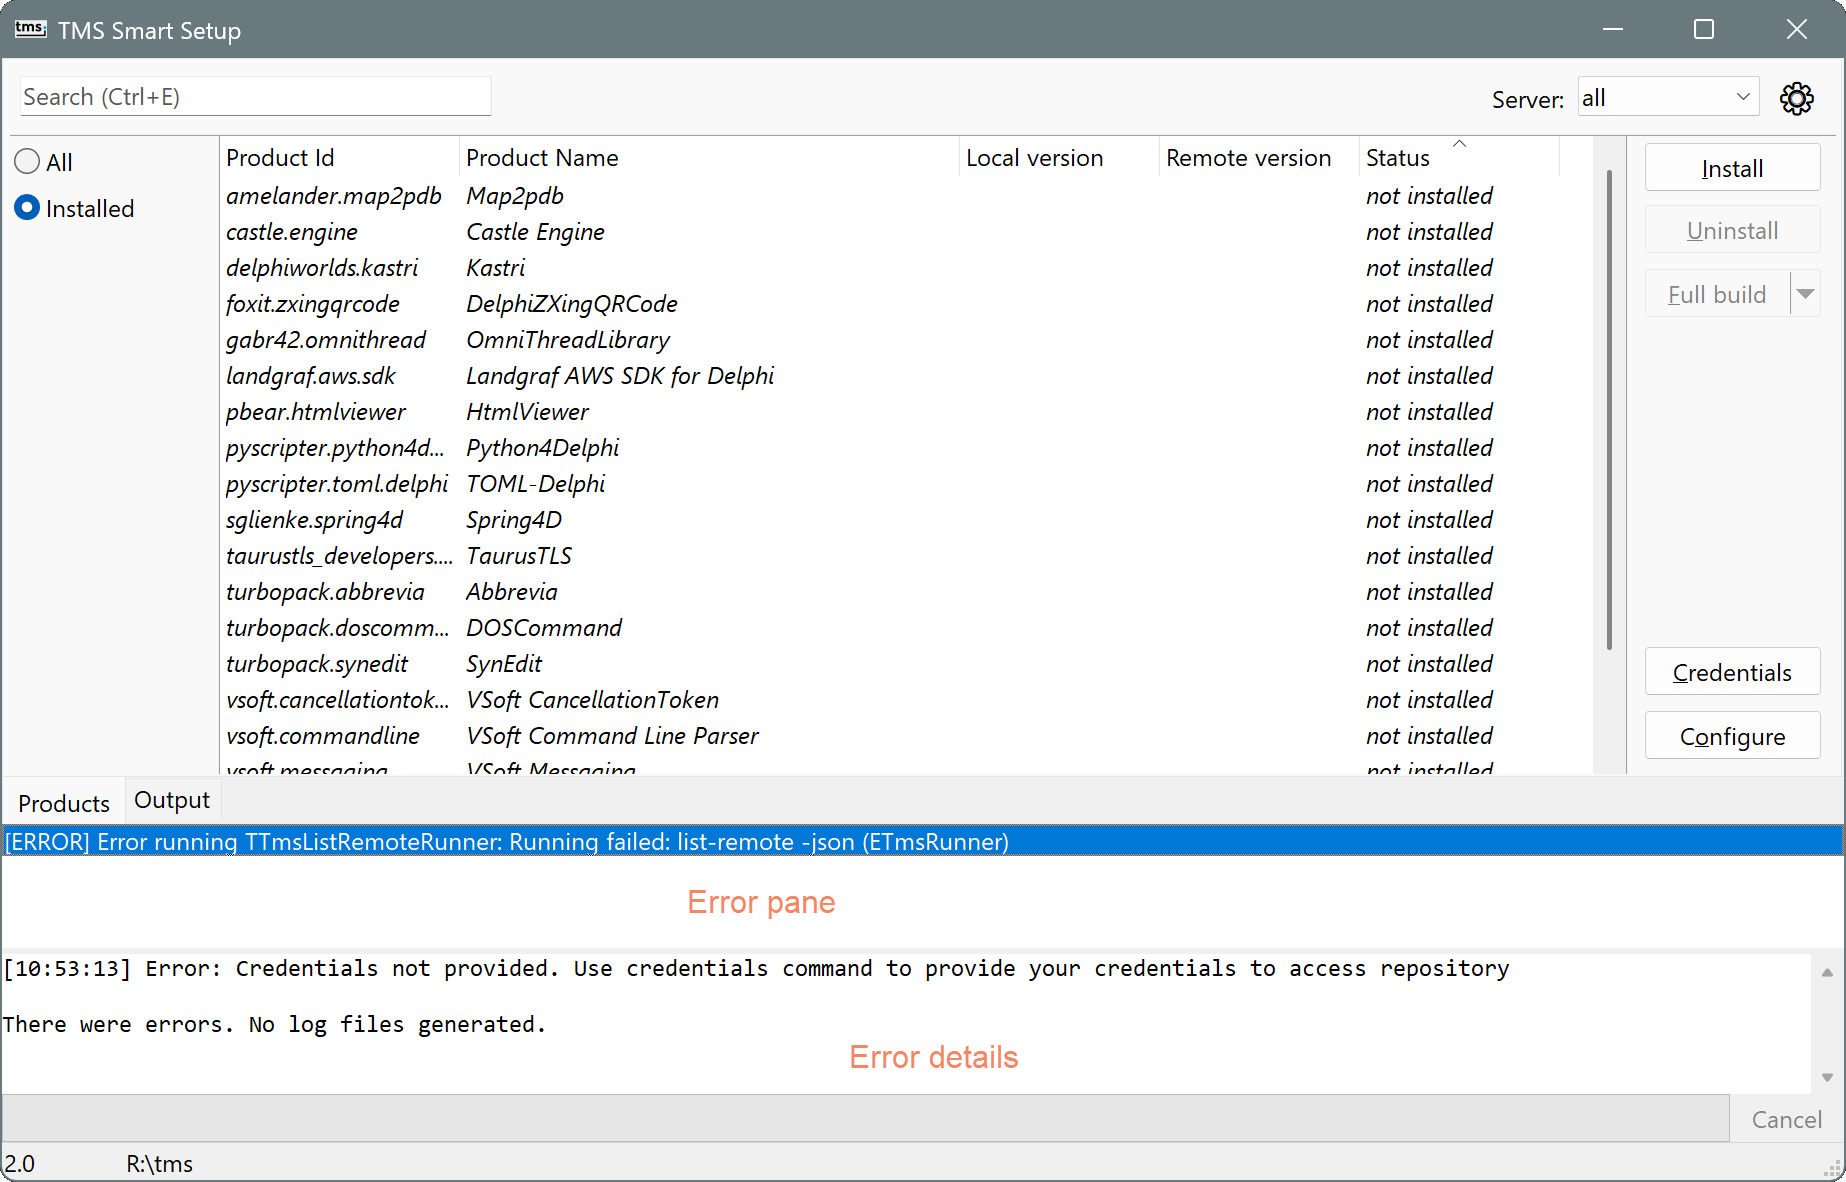 tms TMS Smart Setup
Search (Ctrl+E)
Server: all
All
Installed
Product Id Product Name Local version Remote version Status
amelander.map2pdb Map2pdb not installed
castle.engine Castle Engine not installed
delphiworlds.kastri Kastri not installed
foxit.zxingqrcode DelphiZXingQRCode not installed
gabr42.omnithread OmniThreadLibrary not installed
landgraf.aws.sdk Landgraf AWS SDK for Delphi not installed
pbear.htmlviewer HtmlViewer not installed
pyscripter.python4d... Python4Delphi not installed
pyscripter.toml.delphi TOML-Delphi not installed
sglienke.spring4d Spring4D not installed
taurustls_developers.... TaurusTLS not installed
turbopack.abbrevia Abbrevia not installed
turbopack.doscomm... DOSCommand not installed
turbopack.synedit SynEdit not installed
vsoft.cancellationtok... VSoft CancellationToken not installed
vsoft.commandline VSoft Command Line Parser not installed
vsoft.messaging VSoft Messaging not installed
Install
Uninstall
Full build
Credentials
Configure
Products Output
[ERROR] Error running TTmsListRemoteRunner: Running failed: list-remote -json (ETmsRunner)
Error pane
[10:53:13] Error: Credentials not provided. Use credentials command to provide your credentials to access repository
There were errors. No log files generated.
Error details
Cancel
2.0 R:\tms